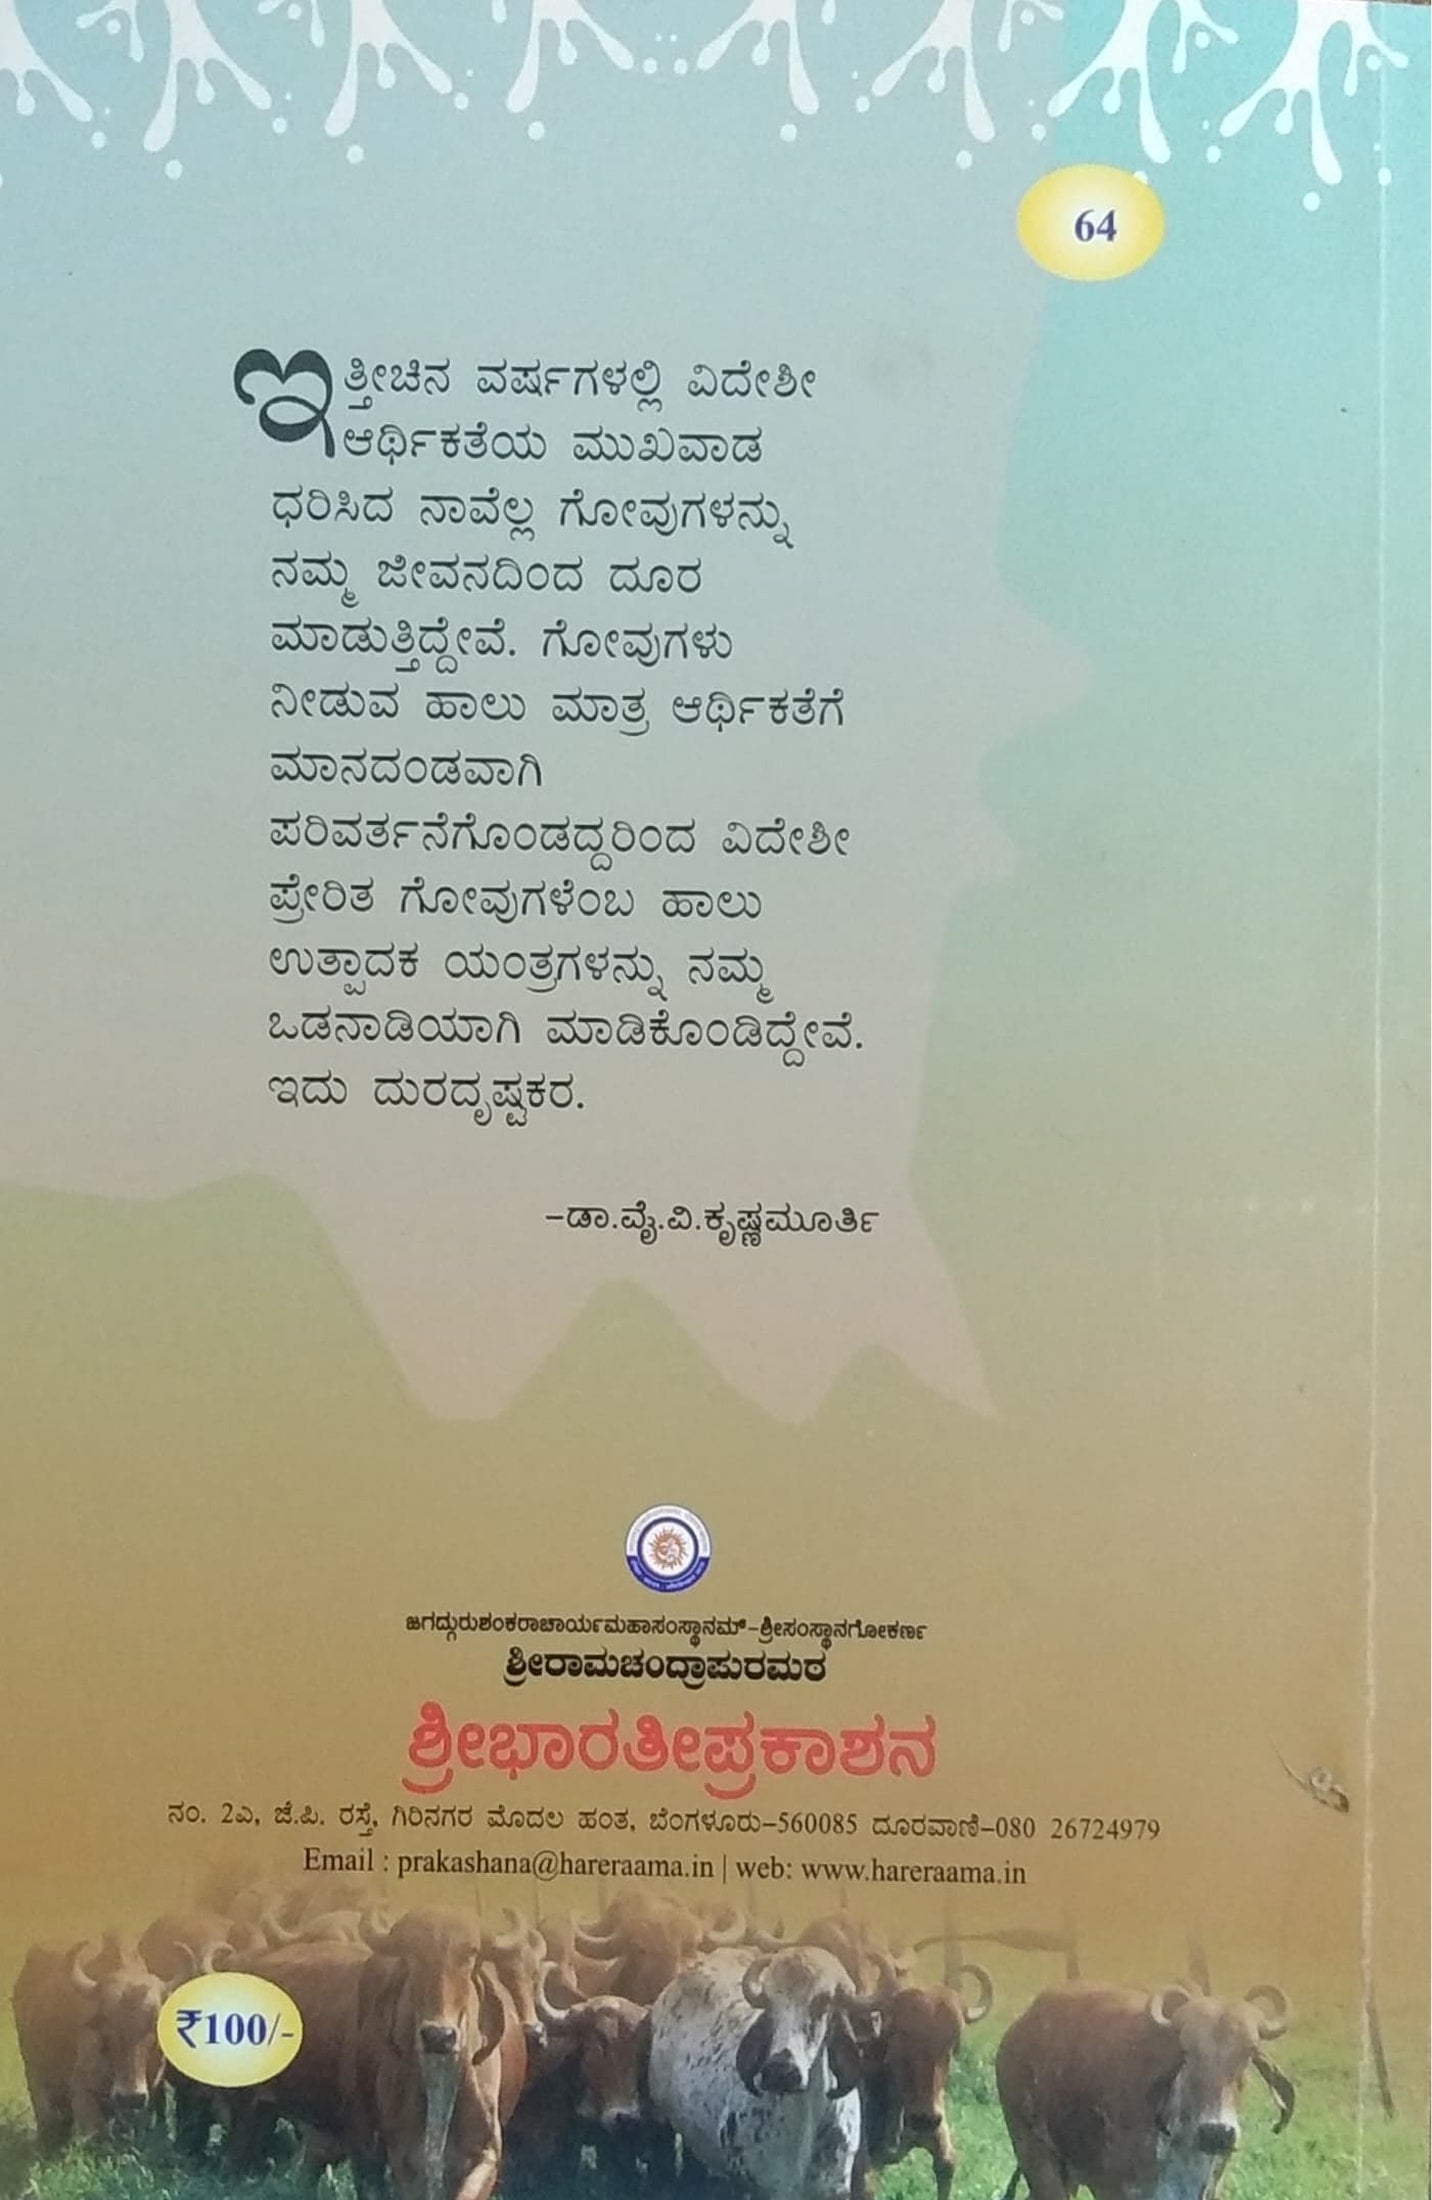 64
ಇತ್ತೀಚಿನ ವರ್ಷಗಳಲ್ಲಿ ವಿದೇಶೀ
ಆರ್ಥಿಕತೆಯ ಮುಖವಾಡ
ಧರಿಸಿದ ನಾವೆಲ್ಲ ಗೋವುಗಳನ್ನು
ನಮ್ಮ ಜೀವನದಿಂದ ದೂರ
ಮಾಡುತ್ತಿದ್ದೇವೆ. ಗೋವುಗಳು
ನೀಡುವ ಹಾಲು ಮಾತ್ರ ಆರ್ಥಿಕತೆಗೆ
ಮಾನದಂಡವಾಗಿ
ಪರಿವರ್ತನೆಗೊಂಡದ್ದರಿಂದ ವಿದೇಶೀ
ಪ್ರೇರಿತ ಗೋವುಗಳೆಂಬ ಹಾಲು
ಉತ್ಪಾದಕ ಯಂತ್ರಗಳನ್ನು ನಮ್ಮ
ಒಡನಾಡಿಯಾಗಿ ಮಾಡಿಕೊಂಡಿದ್ದೇವೆ.
ಇದು ದುರದೃಷ್ಟಕರ.
–ಡಾ.ವೈ.ವಿ.ಕೃಷ್ಣಮೂರ್ತಿ
ಜಗದ್ಗುರುಶಂಕರಾಚಾರ್ಯಮಹಾಸಂಸ್ಥಾನಮ್–ಶ್ರೀಸಂಸ್ಥಾನಗೋಕರ್ಣ
ಶ್ರೀರಾಮಚಂದ್ರಾಪುರಮಠ
ಶ್ರೀಭಾರತೀಪ್ರಕಾಶನ
ನಂ. 2ಎ, ಜೆ.ಪಿ. ರಸ್ತೆ, ಗಿರಿನಗರ ಮೊದಲ ಹಂತ, ಬೆಂಗಳೂರು–560085 ದೂರವಾಣಿ–080 26724979
Email : prakashana@hareraama.in | web: www.hareraama.in
₹100/-